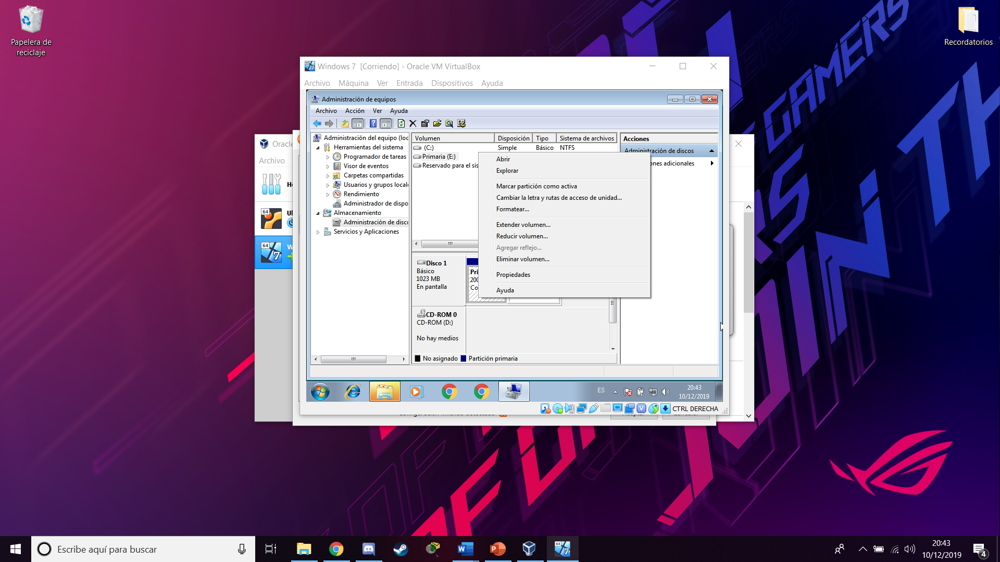 Papelera de
reciclaje
Recordatorios
GAMERS
Windows 7 [Corriendo] - Oracle VM VirtualBox
Archivo Máquina Ver Entrada Dispositivos Ayuda
Administración de equipos
Archivo Acción Ver Ayuda
Oracle
Archivo
64
64
Administración del equipo (loc
Herramientas del sistema
Programador de tareas
Visor de eventos
Carpetas compartidas
Usuarios y grupos locale
Rendimiento
Administrador de dispo
Almacenamiento
Administración de disco
Servicios y Aplicaciones
Volumen Disposición Tipo Sistema de archivos
(C:) Simple Básico NTFS
Primaria (E:)
Reservado para el sis
Acciones
Administración de discos
ones adicionales
Abrir
Explorar
Marcar partición como activa
Cambiar la letra y rutas de acceso de unidad...
Formatear...
Extender volumen...
Reducir volumen...
Agregar reflejo...
Eliminar volumen...
Propiedades
Ayuda
Disco 1
Básico
1023 MB
En pantalla
Pri
200
Co
CD-ROM 0
CD-ROM (D:)
No hay medios
No asignado Partición primaria
ES
20:43
10/12/2019
CTRL DERECHA
Escribe aquí para buscar
64
20:43
10/12/2019
4